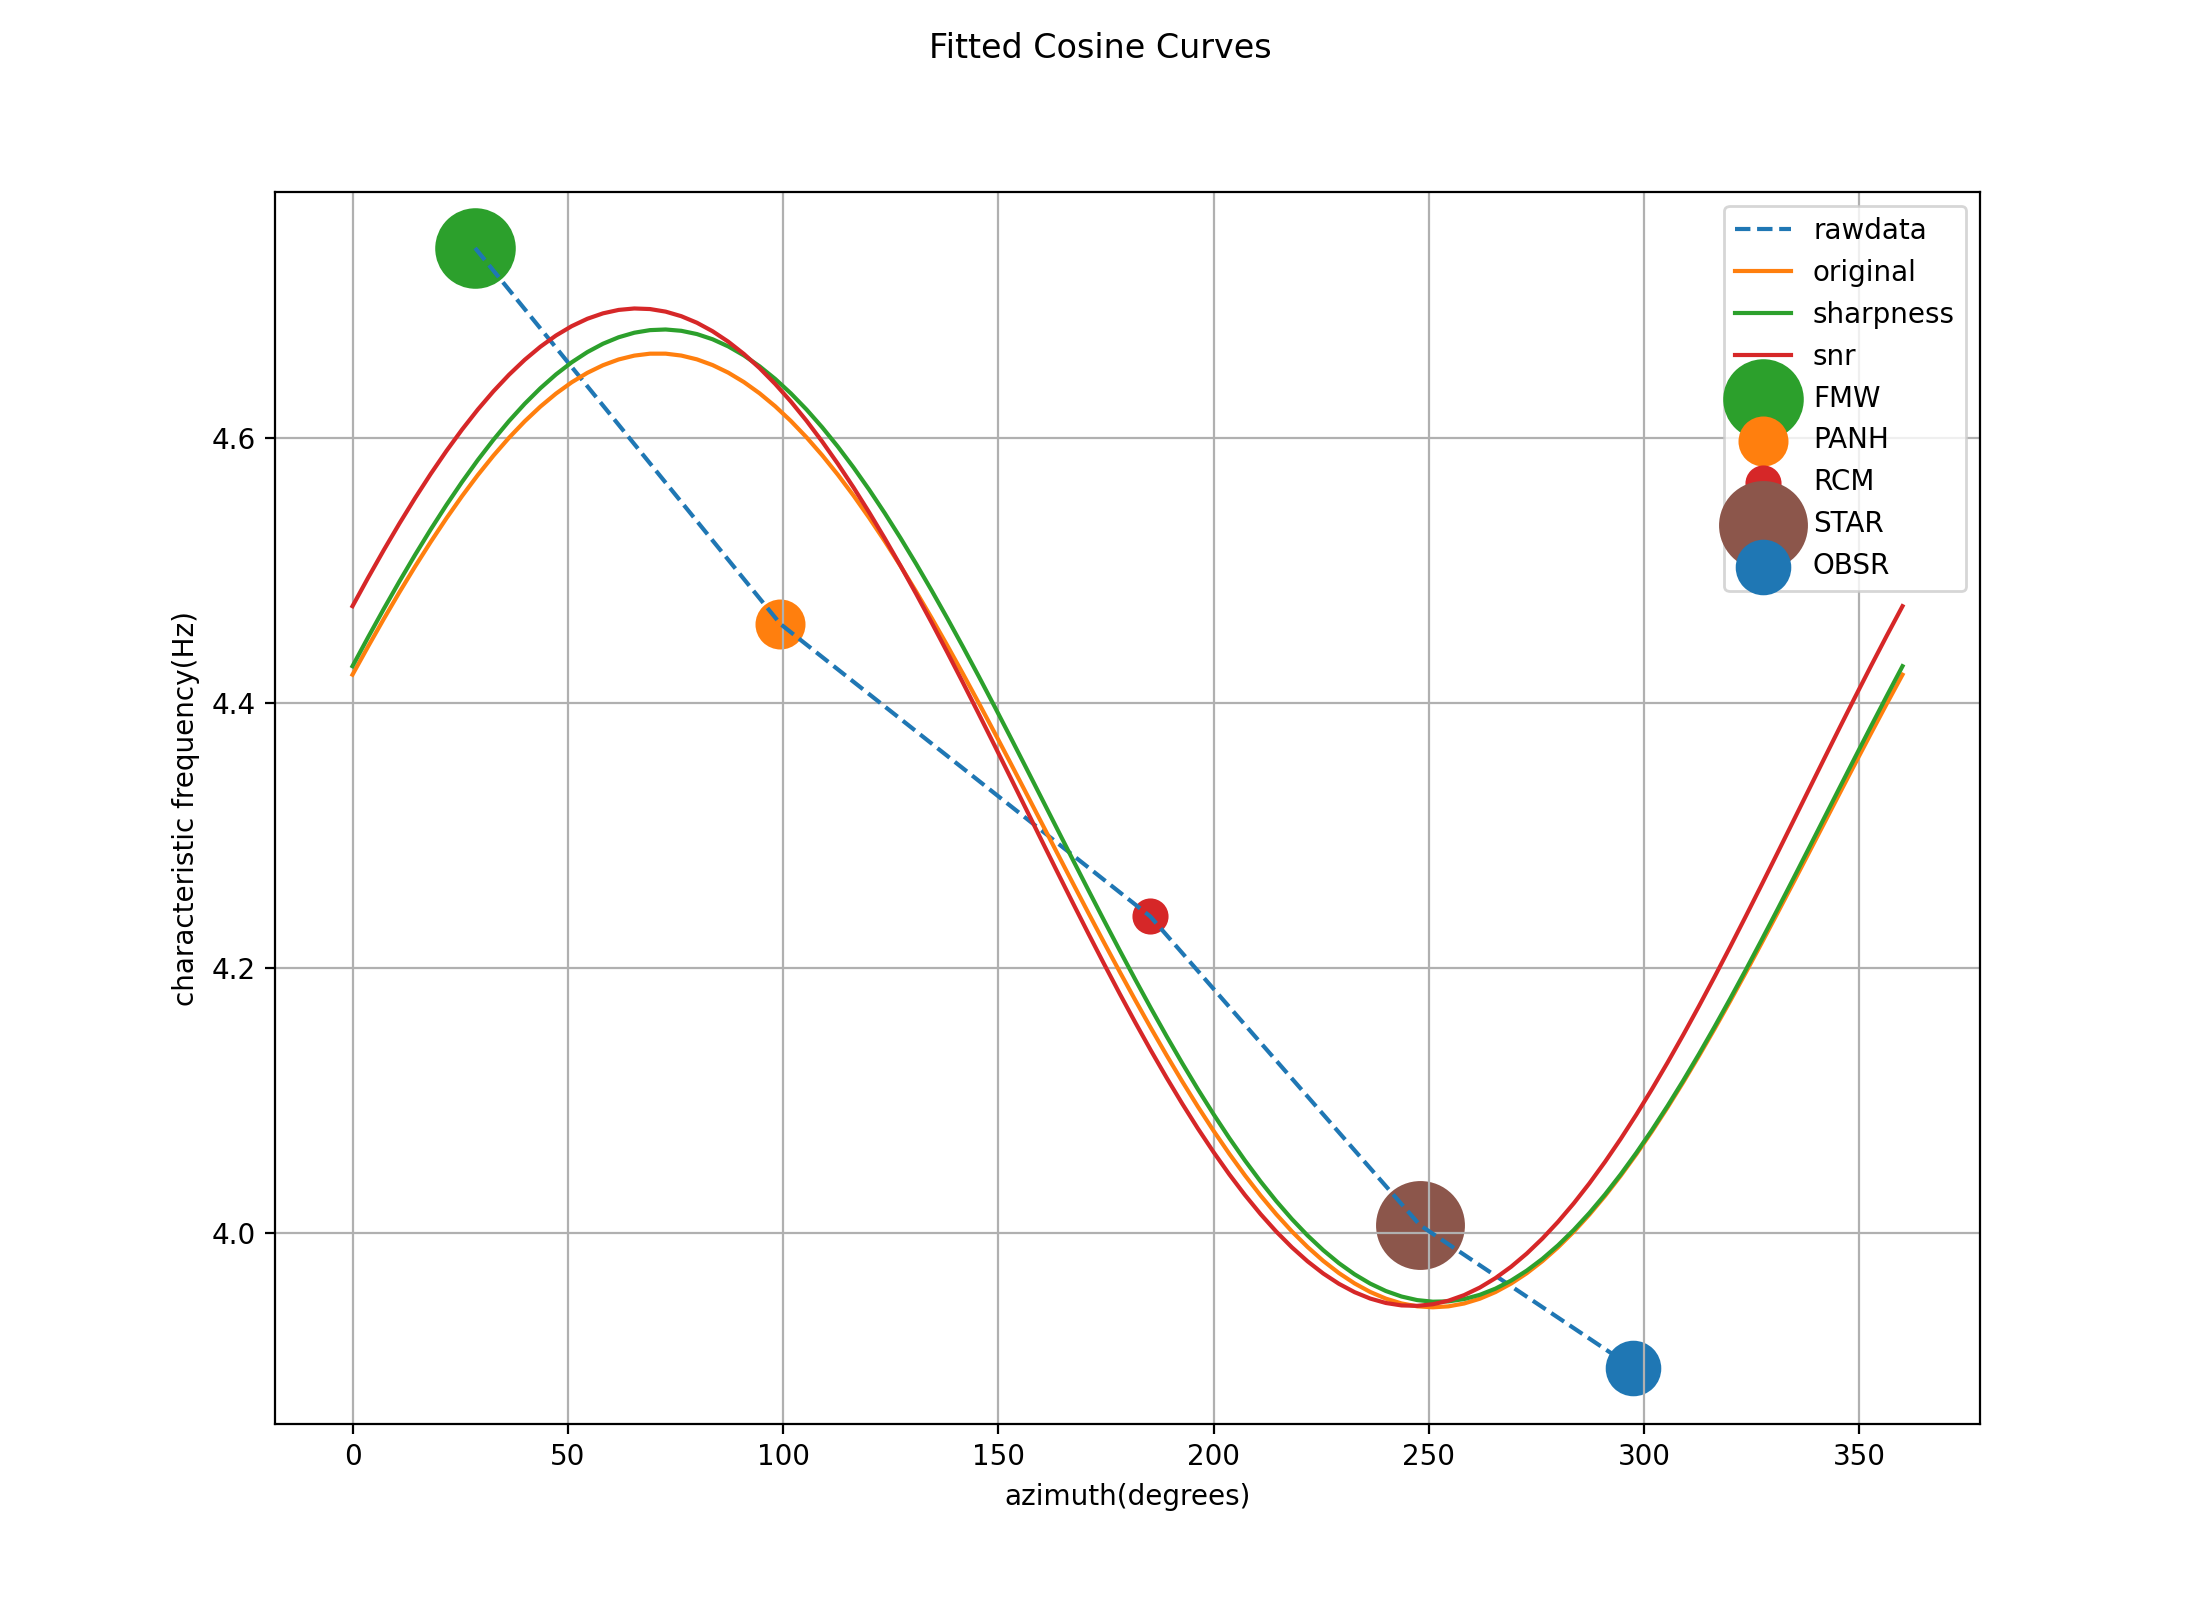 Fitted Cosine Curves
rawdata
original
sharpness
snr
FMW
PANH
RCM
STAR
OBSR
characteristic frequency(Hz)
4.6
4.4
4.2
4.0
0 50 100 150 200 250 300 350
azimuth(degrees)